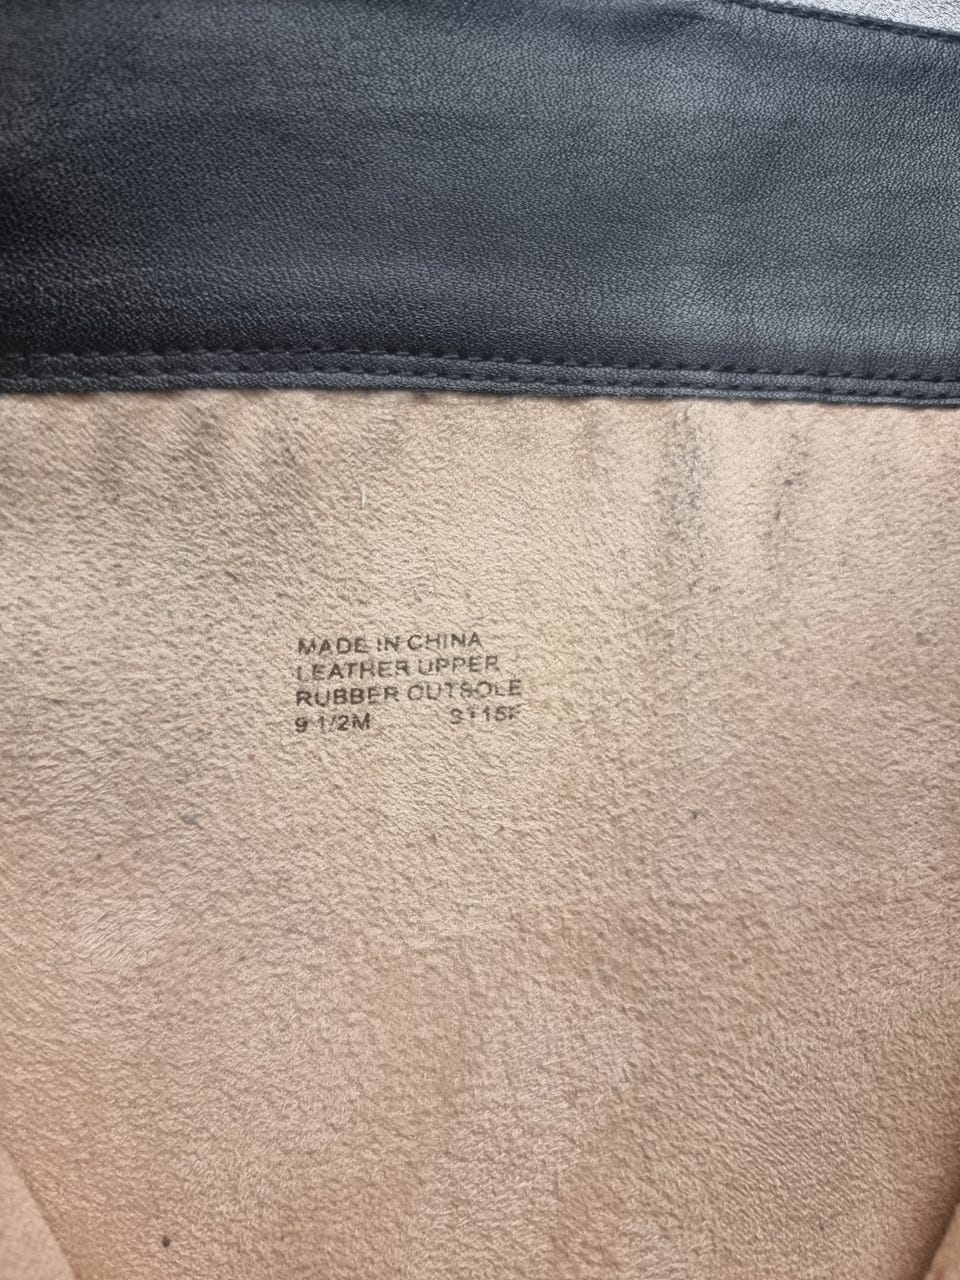 MADE IN CHINA
LEATHER UPPER
RUBBER OUTSOLE
9 1/2M